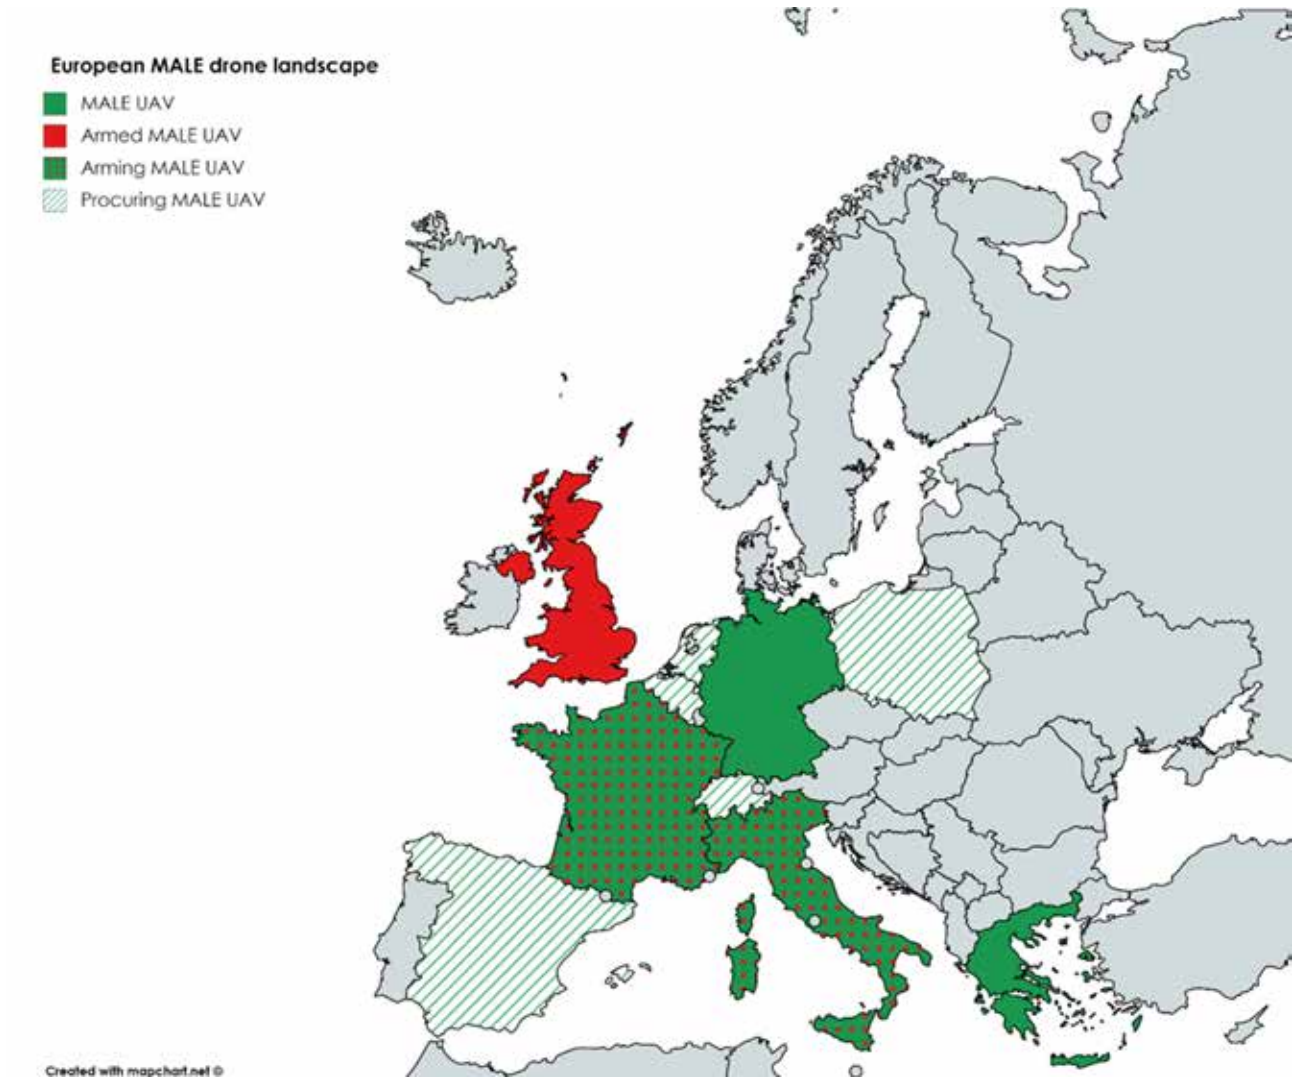 European MALE drone landscape
MALE UAV
Armed MALE UAV
Arming MALE UAV
Procuring MALE UAV
Created with mapchart.net ©